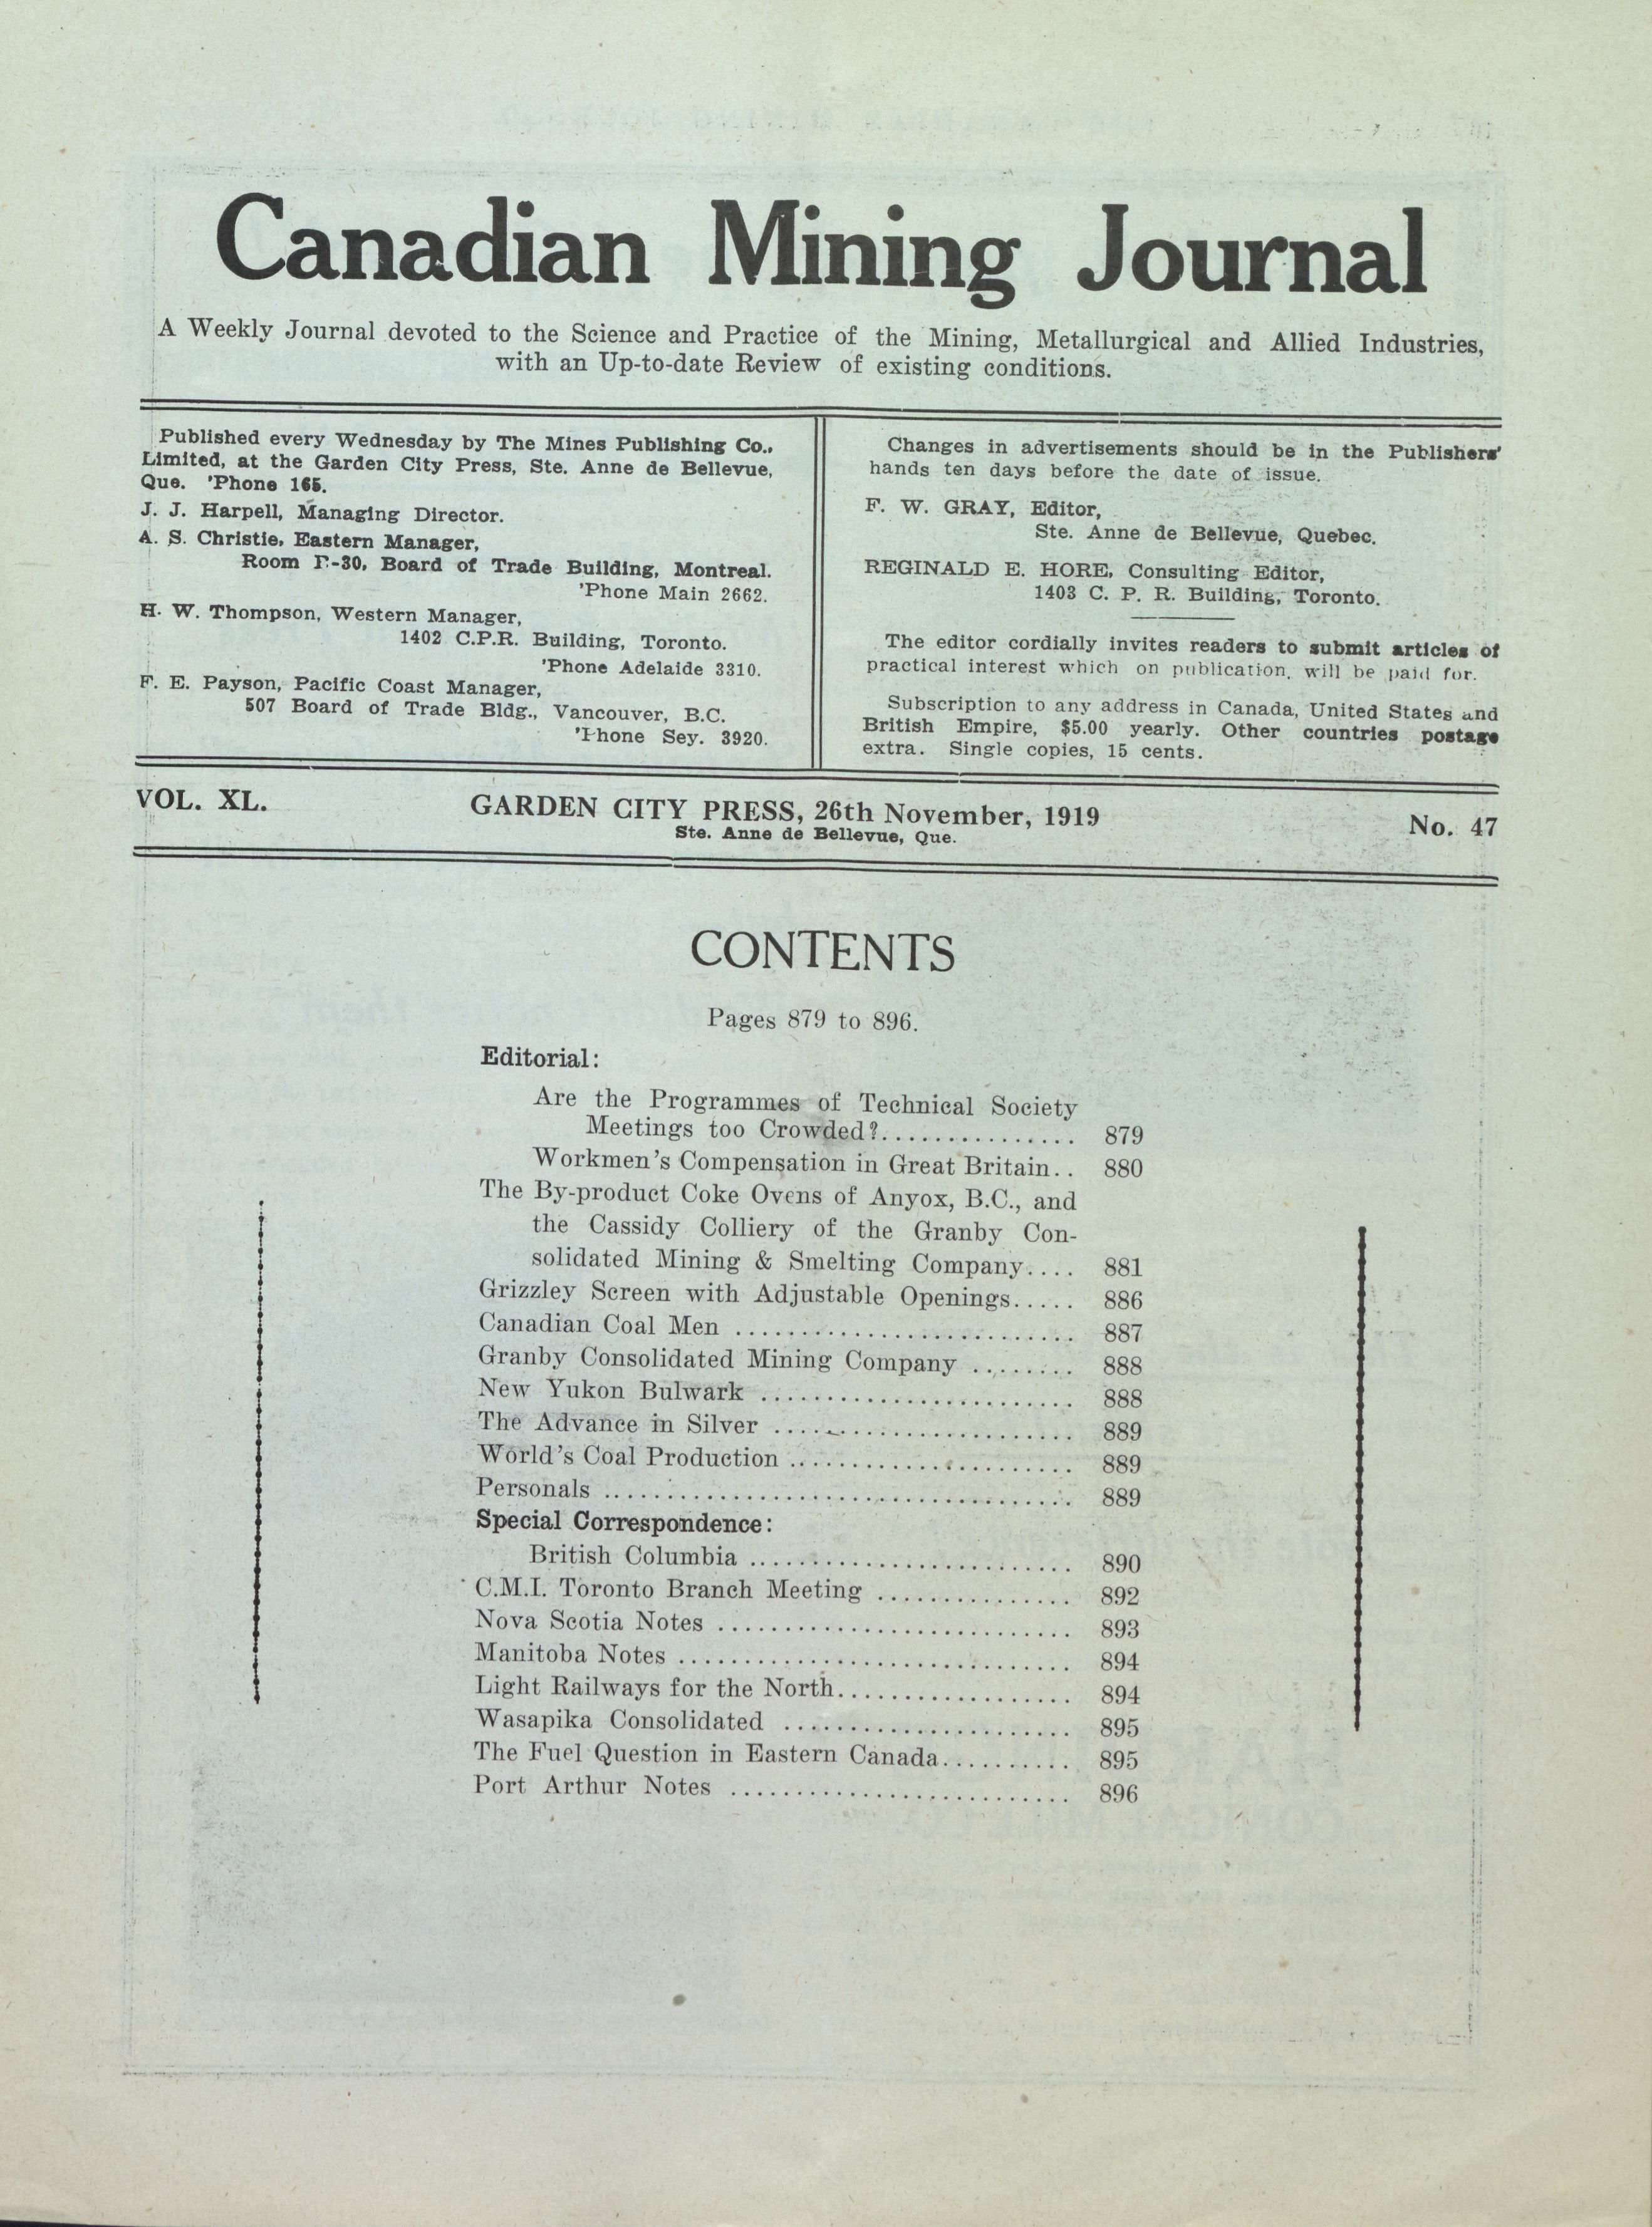 Canadian Mining Journal
A Weekly Journal devoted to the Science and Practice of the Mining, Metallurgical and Allied Industries,
with an Up-to-date Review of existing conditions.
Published every Wednesday by The Mines Publishing Co.,
Limited, at the Garden City Press, Ste. Anne de Bellevue,
Que. 'Phone 165.
J. J. Harpell, Managing Director.
A. S. Christie, Eastern Manager,
Room E-30, Board of Trade Building, Montreal.
'Phone Main 2662.
H. W. Thompson, Western Manager,
1402 C.P.R. Building, Toronto.
'Phone Adelaide 3310.
F. E. Payson, Pacific Coast Manager,
507 Board of Trade Bldg., Vancouver, B.C.
'Phone Sey. 3920.
Changes in advertisements should be in the Publishers'
hands ten days before the date of issue.
F. W. GRAY, Editor,
Ste. Anne de Bellevue, Quebec.
REGINALD E. HORE, Consulting Editor,
1403 C. P. R. Building, Toronto.
The editor cordially invites readers to submit articles of
practical interest which on publication, will be paid for.
Subscription to any address in Canada, United States and
British Empire, $5.00 yearly. Other countries postage
extra. Single copies, 15 cents.
VOL. XL. GARDEN CITY PRESS, 26th November, 1919 No. 47
Ste. Anne de Bellevue, Que.
CONTENTS
Pages 879 to 896.
Editorial:
Are the Programmes of Technical Society
Meetings too Crowded?............... 879
Workmen's Compensation in Great Britain.. 880
The By-product Coke Ovens of Anyox, B.C., and
the Cassidy Colliery of the Granby Con-
solidated Mining & Smelting Company.... 881
Grizzley Screen with Adjustable Openings..... 886
Canadian Coal Men .......................... 887
Granby Consolidated Mining Company ........ 888
New Yukon Bulwark ........................ 888
The Advance in Silver ....................... 889
World's Coal Production ...................... 889
Personals .................................... 889
Special Correspondence:
British Columbia ......................... 890
C.M.I. Toronto Branch Meeting ............... 892
Nova Scotia Notes ........................... 893
Manitoba Notes .............................. 894
Light Railways for the North.................. 894
Wasapika Consolidated ...................... 895
The Fuel Question in Eastern Canada.......... 895
Port Arthur Notes .......................... 896